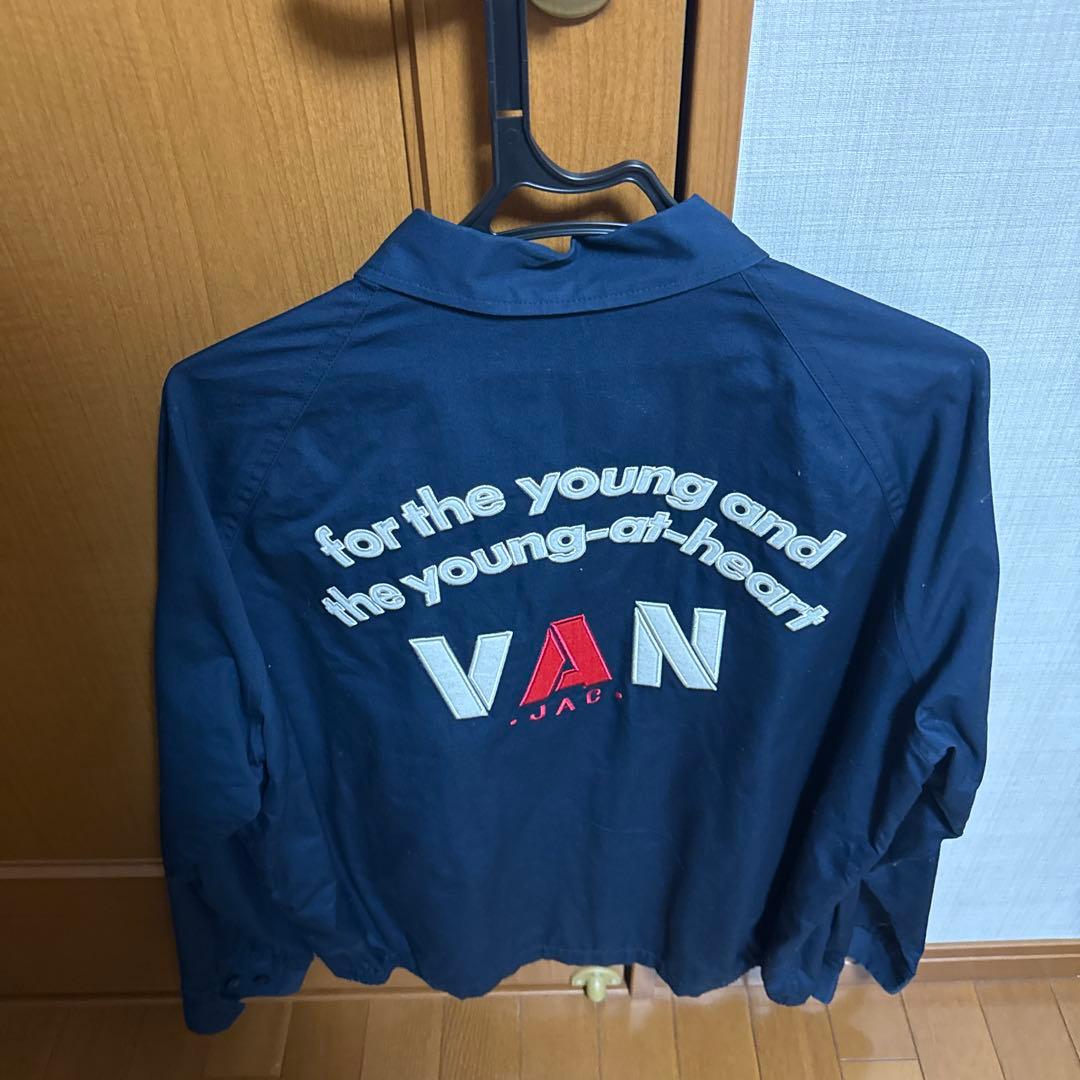 for the young and
the young-at-heart
VAN
.JAC.